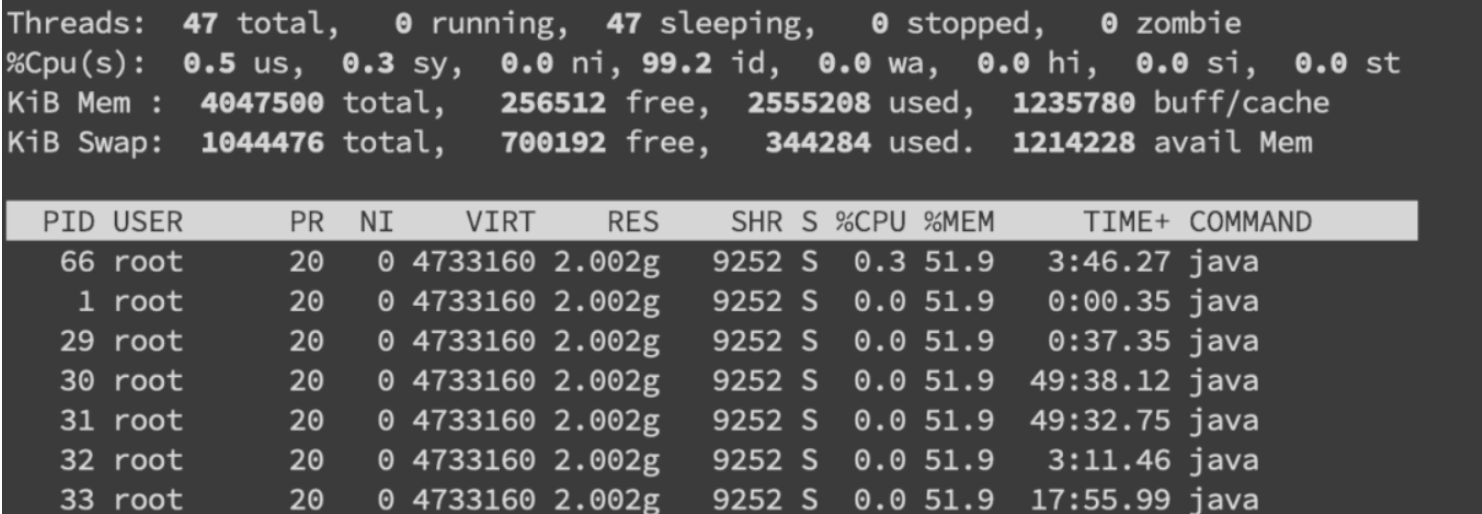 Threads:  47 total,   0 running,  47 sleeping,   0 stopped,   0 zombie
%Cpu(s):  0.5 us,  0.3 sy,  0.0 ni, 99.2 id,  0.0 wa,  0.0 hi,  0.0 si,  0.0 st
KiB Mem :  4047500 total,   256512 free,  2555208 used,  1235780 buff/cache
KiB Swap:  1044476 total,   700192 free,   344284 used.  1214228 avail Mem
PID USER      PR  NI    VIRT    RES    SHR S %CPU %MEM     TIME+ COMMAND
66 root      20   0 4733160 2.002g   9252 S  0.3 51.9   3:46.27 java
1 root      20   0 4733160 2.002g   9252 S  0.0 51.9   0:00.35 java
29 root      20   0 4733160 2.002g   9252 S  0.0 51.9   0:37.35 java
30 root      20   0 4733160 2.002g   9252 S  0.0 51.9  49:38.12 java
31 root      20   0 4733160 2.002g   9252 S  0.0 51.9  49:32.75 java
32 root      20   0 4733160 2.002g   9252 S  0.0 51.9   3:11.46 java
33 root      20   0 4733160 2.002g   9252 S  0.0 51.9  17:55.99 java